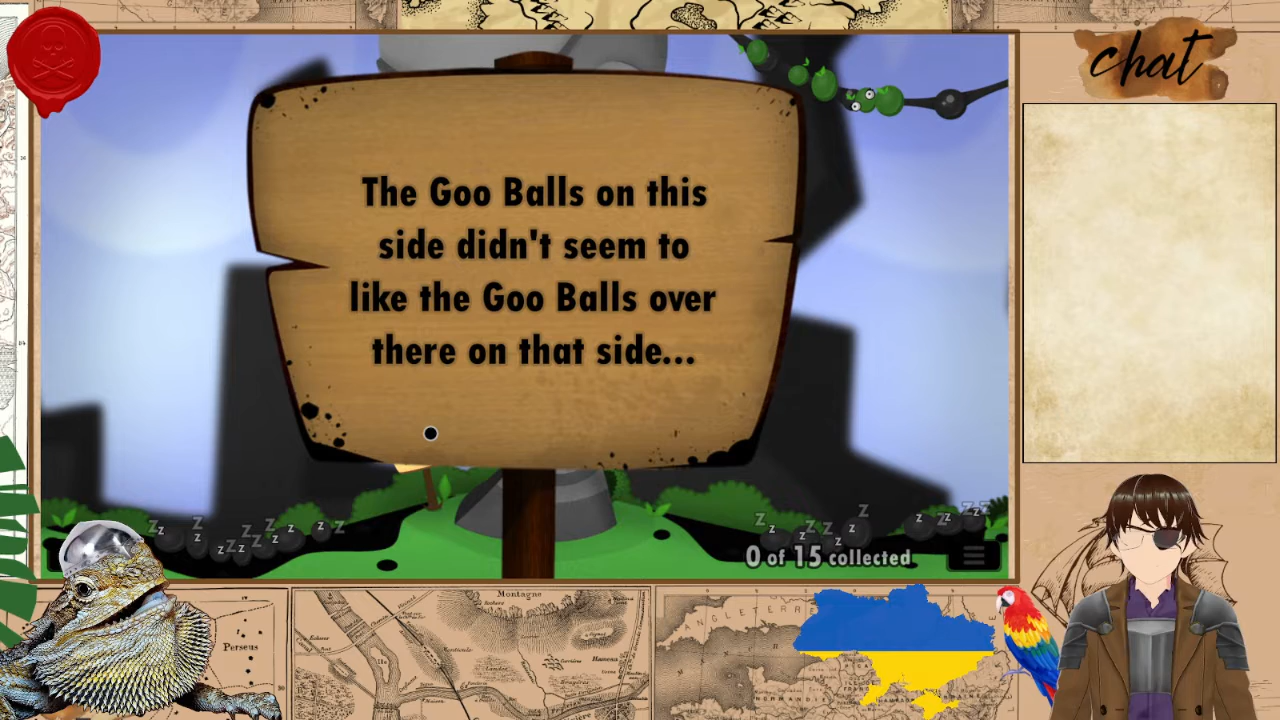 chat
The Goo Balls on this
side didn't seem to
like the Goo Balls over
there on that side...
0 of 15 collected
Montagne
Perseus